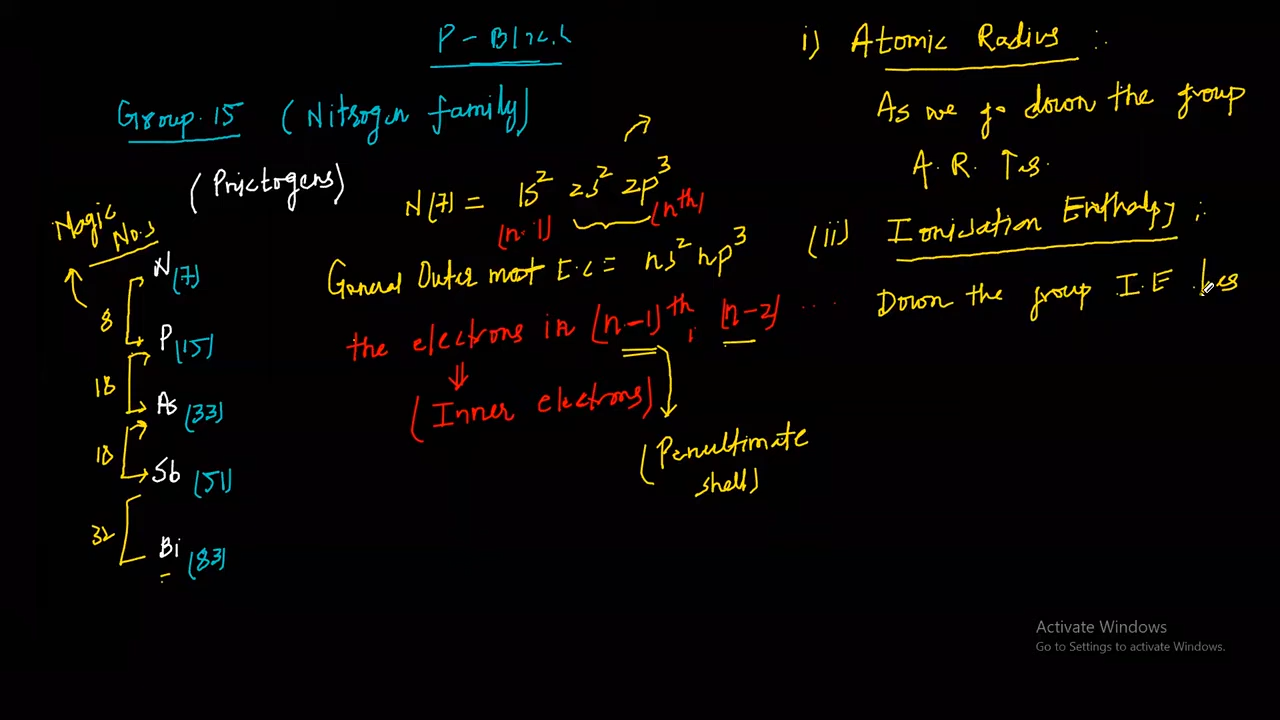 P-Block
Group.15 (Nitrogen family)
(Pnictogens)
Magic
No.s
N(7)
8
P(15)
18
As(33)
18
Sb(51)
32
Bi(83)
N(7) = 1s² 2s² 2p³
(n-1) (nth)
General Outer most E.C = ns² np³
the electrons in (n-1)th, (n-2) ....
⇓
(Inner electrons)
(Penultimate
shell)
i) Atomic Radius :
As we go down the group
A.R. ↑es.
(ii) Ionisation Enthalpy :
Down the group I.E ↓es
Activate Windows
Go to Settings to activate Windows.